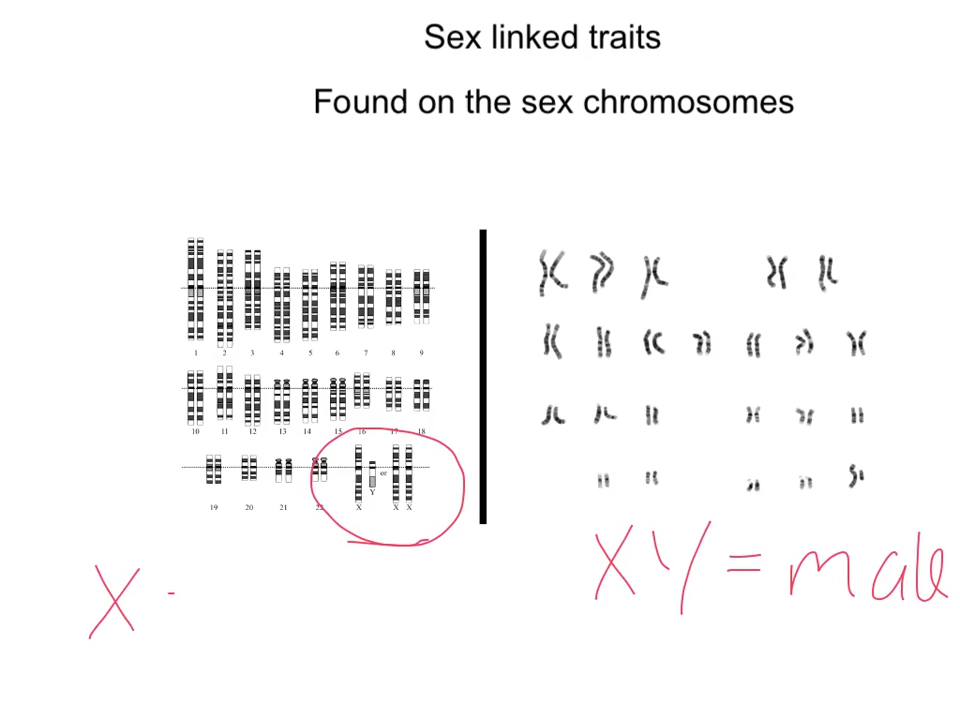 Sex linked traits
Found on the sex chromosomes
1 2 3 4 5 6 7 8 9
10 11 12 13 14 15 16 17 18
or
Y
19 20 21 22 X X X
XY = male
X -